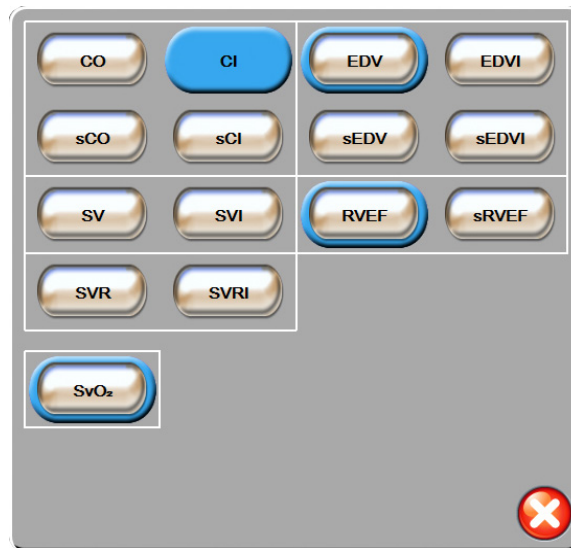 CO CI EDV EDVI
sCO sCI sEDV sEDVI
SV SVI RVEF sRVEF
SVR SVRI
SvO₂